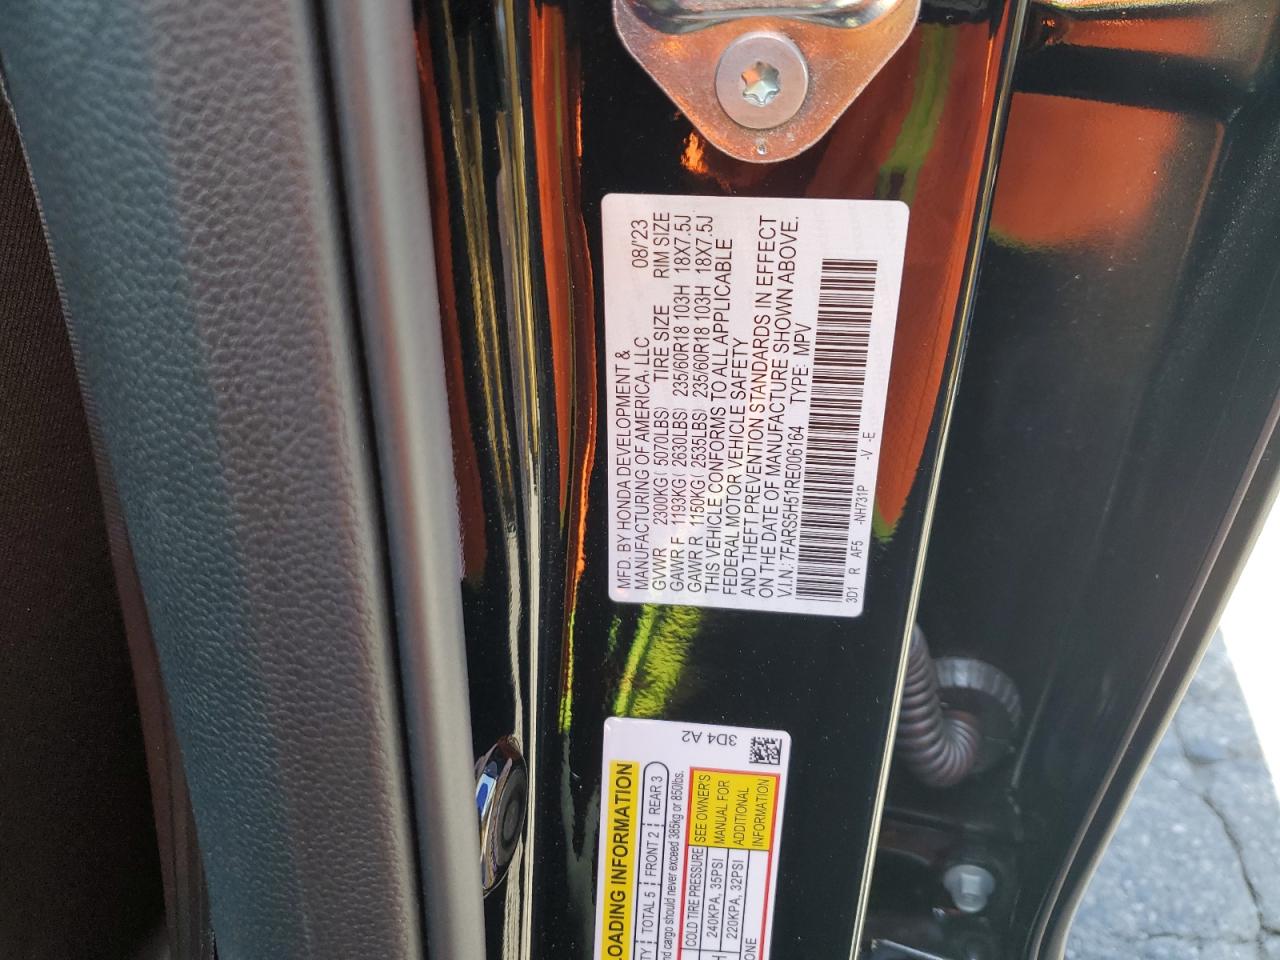 MFD. BY HONDA DEVELOPMENT &
MANUFACTURING OF AMERICA, LLC 08/'23
GVWR 2300KG( 5070LBS) TIRE SIZE RIM SIZE
GAWR F 1193KG( 2630LBS) 235/60R18 103H 18X7.5J
GAWR R 1150KG( 2535LBS) 235/60R18 103H 18X7.5J
THIS VEHICLE CONFORMS TO ALL APPLICABLE
FEDERAL MOTOR VEHICLE SAFETY
AND THEFT PREVENTION STANDARDS IN EFFECT
ON THE DATE OF MANUFACTURE SHOWN ABOVE.
V.I.N.: 7FARS5H51RE006164 TYPE: MPV
3D1 R AF5 -NH731P -V -E
3D4 A2
LOADING INFORMATION
TOTAL 5 FRONT 2 REAR 3
cargo should never exceed 385kg or 850lbs.
COLD TIRE PRESSURE SEE OWNER'S
240KPA, 35PSI MANUAL FOR
220KPA, 32PSI ADDITIONAL
INFORMATION